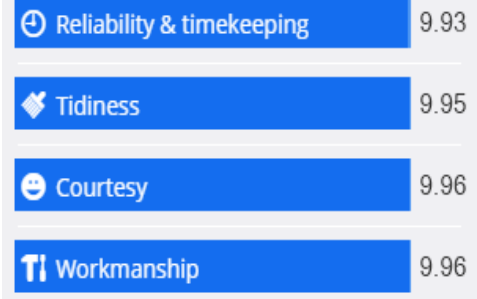 Reliability & timekeeping 9.93
Tidiness 9.95
Courtesy 9.96
Workmanship 9.96